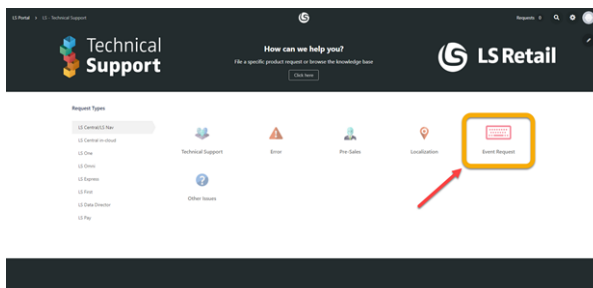 LS Portal › LS - Technical Support
Requests 0
Technical
Support
How can we help you?
File a specific product request or browse the knowledge base
Click here
LS Retail
Request Types
LS Central/LS Nav
LS Central-in-cloud
LS One
LS Omni
LS Express
LS First
LS Data Director
LS Pay
Technical Support
Error
Pre-Sales
Localization
Event Request
Other Issues